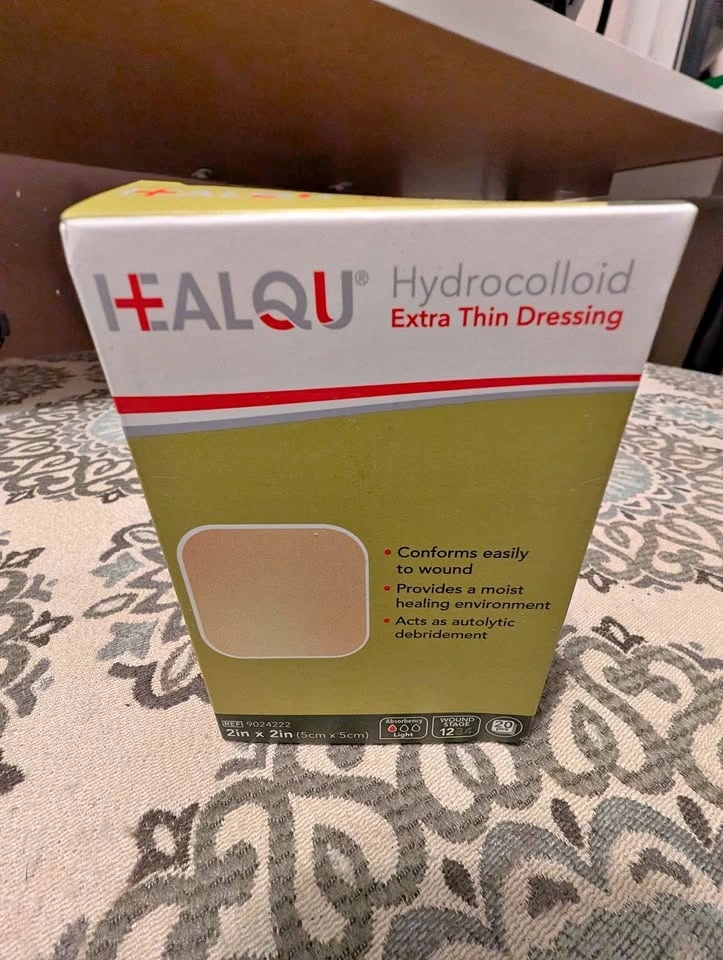 HEALQU® Hydrocolloid
Extra Thin Dressing
• Conforms easily
to wound
• Provides a moist
healing environment
• Acts as autolytic
debridement
REF 9024222
2in x 2in (5cm x 5cm)
Absorbency
Light
WOUND
STAGE
1234
20